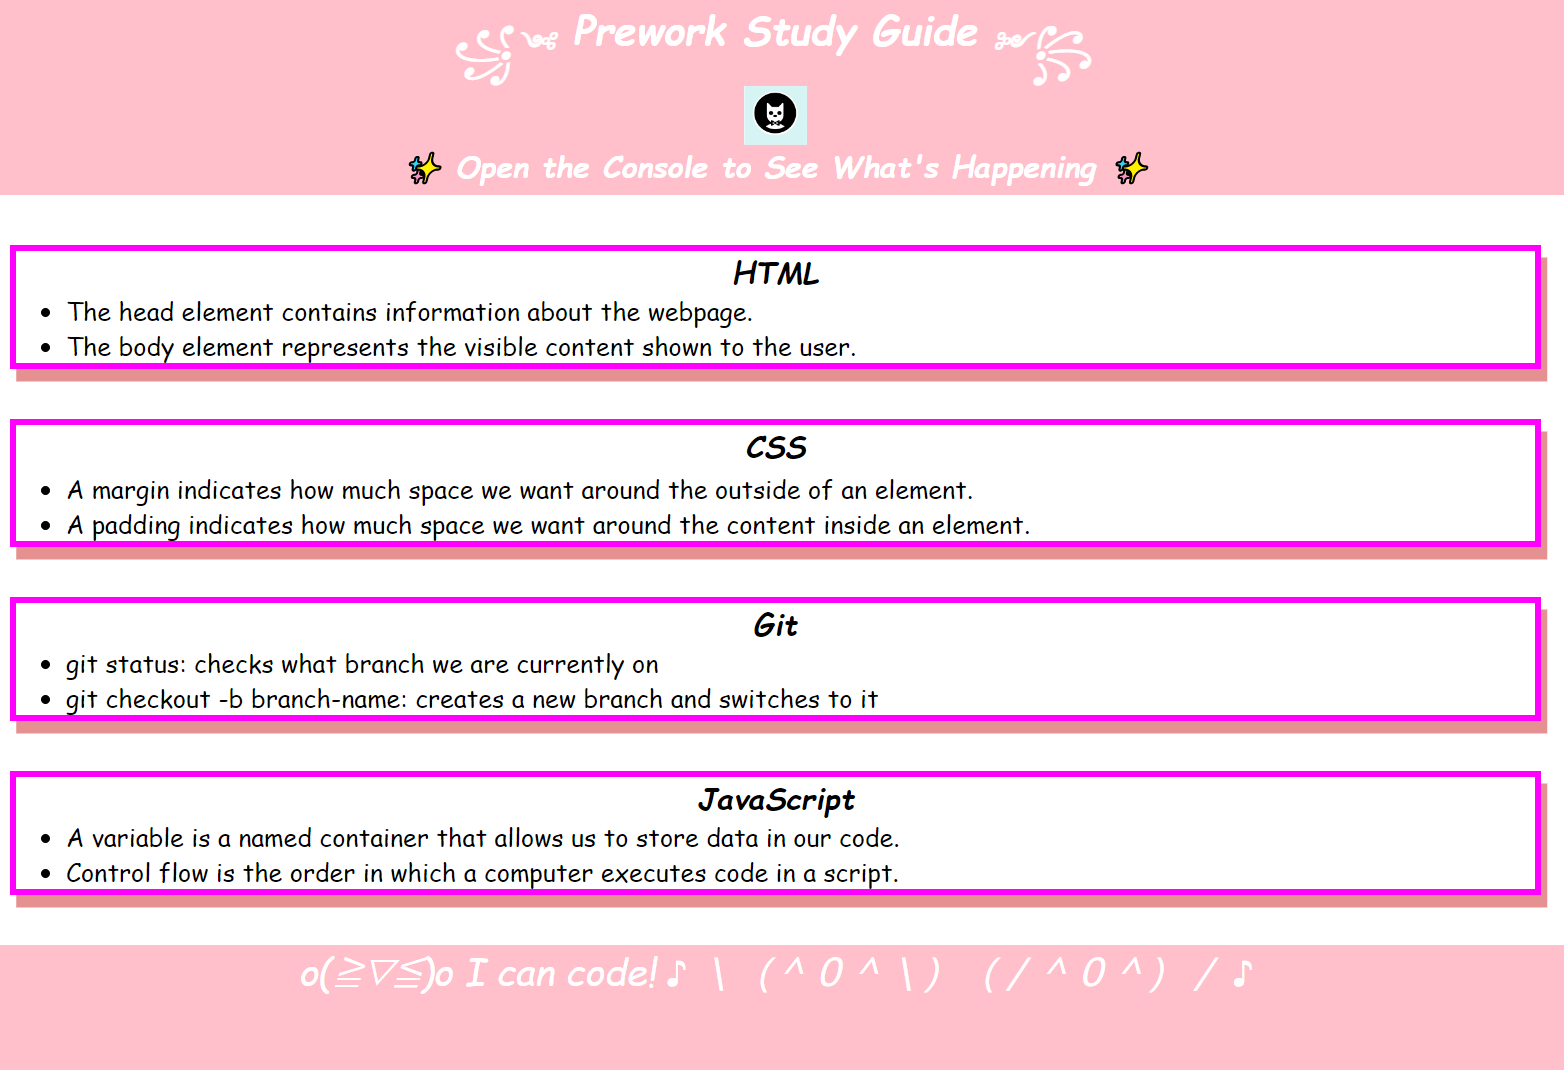 ꧁༺ Prework Study Guide ༻꧂
✨ Open the Console to See What's Happening ✨
HTML
• The head element contains information about the webpage.
• The body element represents the visible content shown to the user.
CSS
• A margin indicates how much space we want around the outside of an element.
• A padding indicates how much space we want around the content inside an element.
Git
• git status: checks what branch we are currently on
• git checkout -b branch-name: creates a new branch and switches to it
JavaScript
• A variable is a named container that allows us to store data in our code.
• Control flow is the order in which a computer executes code in a script.
o(≧▽≦)o I can code!♪ \ (^0^\) (/^0^) / ♪